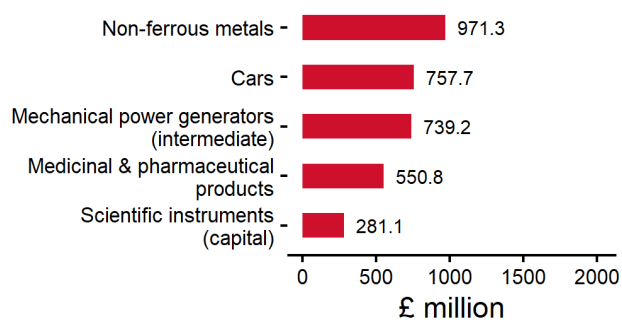 Non-ferrous metals
971.3
Cars
757.7
Mechanical power generators
(intermediate)
739.2
Medicinal & pharmaceutical
products
550.8
Scientific instruments
(capital)
281.1
0 500 1000 1500 2000
£ million